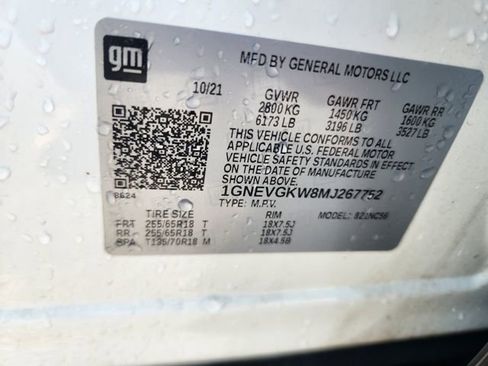 gm
MFD BY GENERAL MOTORS LLC
10/21
GVWR GAWR FRT GAWR RR
2800 KG 1450 KG 1600 KG
6173 LB 3196 LB 3527 LB
THIS VEHICLE CONFORMS TO ALL
APPLICABLE U.S. FEDERAL MOTOR
VEHICLE SAFETY STANDARDS IN EFFECT
ON THE DATE OF MANUFACTURE
SHOWN ABOVE.
1GNEVGKW8MJ267752
8624
TYPE: M.P.V.
MODEL:
TIRE SIZE RIM
FRT 255/65R18 T 18X7.5J
RR 255/65R18 T 18X7.5J
SPA T135/70R18 M 18X4.5B